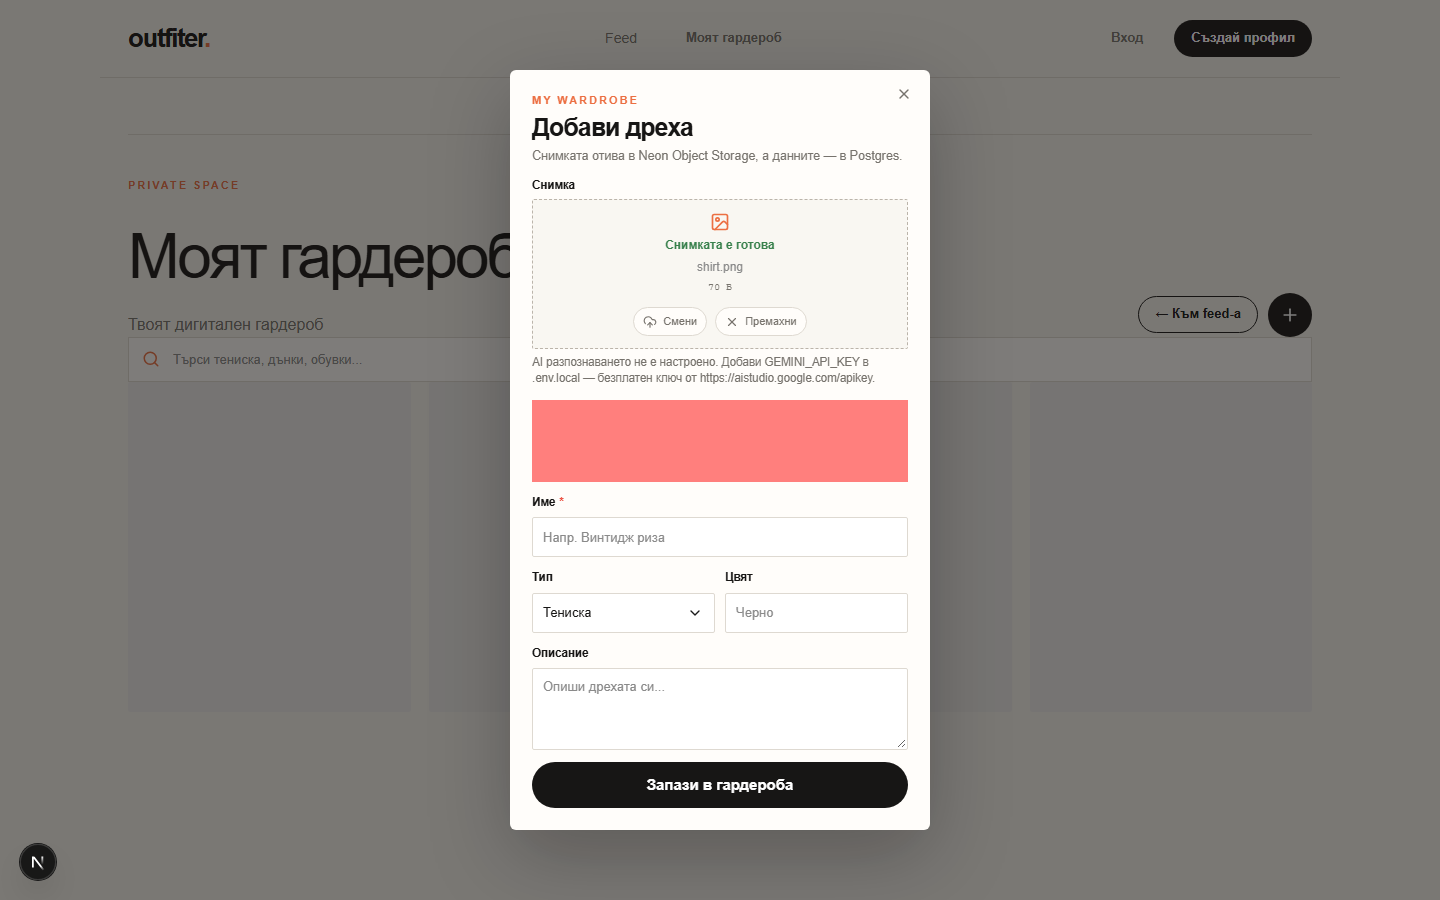 outfiter.
Feed
Моят гардероб
Вход
Създай профил
PRIVATE SPACE
Моят гардероб
Твоят дигитален гардероб
← Към feed-а
Търси тениска, дънки, обувки...
MY WARDROBE
Добави дреха
Снимката отива в Neon Object Storage, а данните — в Postgres.
Снимка
Снимката е готова
shirt.png
70 B
Смени
Премахни
AI разпознаването не е настроено. Добави GEMINI_API_KEY в
.env.local — безплатен ключ от https://aistudio.google.com/apikey.
Име *
Напр. Винтидж риза
Тип
Цвят
Тениска
Черно
Описание
Опиши дрехата си...
Запази в гардероба
N